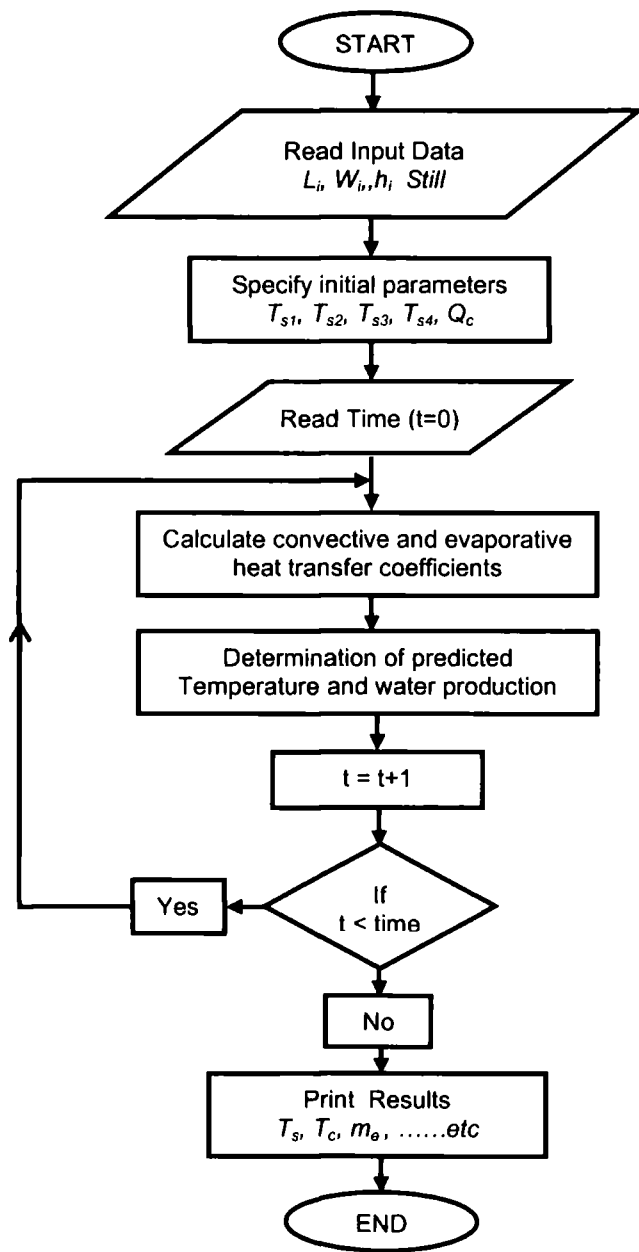 START
Read Input Data
Li, Wi,,hi Still
Specify initial parameters
Ts1, Ts2, Ts3, Ts4, Qc
Read Time (t=0)
Calculate convective and evaporative
heat transfer coefficients
Determination of predicted
Temperature and water production
t = t+1
If
t < time
Yes
No
Print Results
Ts, Tc, me, ......etc
END